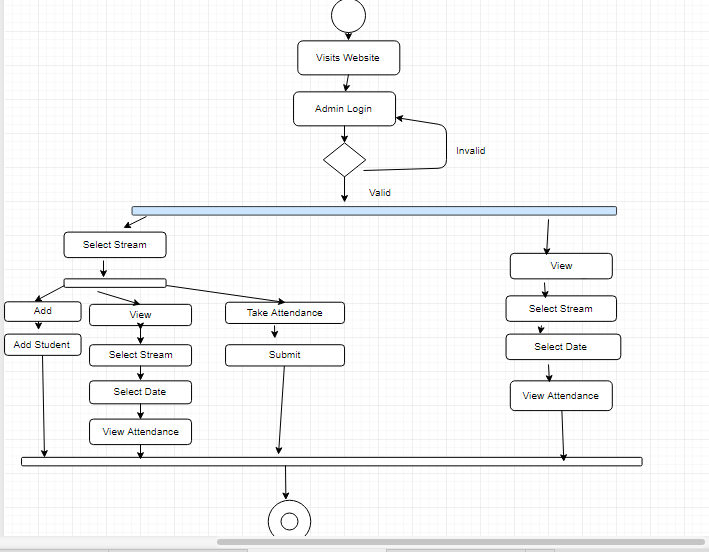 Visits Website
Admin Login
Invalid
Valid
Select Stream
View
Add
View
Take Attendance
Select Stream
Add Student
Select Stream
Submit
Select Date
Select Date
View Attendance
View Attendance